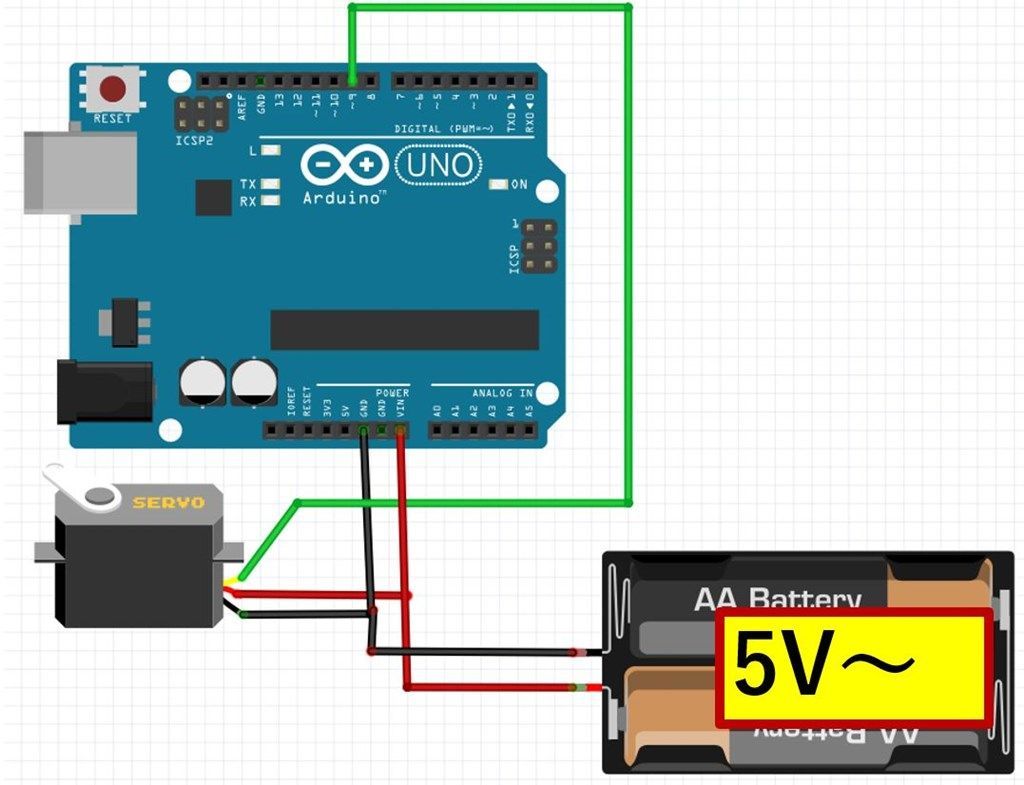 RESET
ICSP2
AREF
GND
13
12
~11
~10
~9
8
7
~6
~5
4
~3
2
TX0▶1
RX0◀0
DIGITAL (PWM=~)
L
TX
RX
Arduino™
UNO
ON
1
ICSP
POWER
ANALOG IN
IOREF
RESET
3V3
5V
GND
GND
VIN
A0
A1
A2
A3
A4
A5
SERVO
AA Battery
5V～
AA Battery